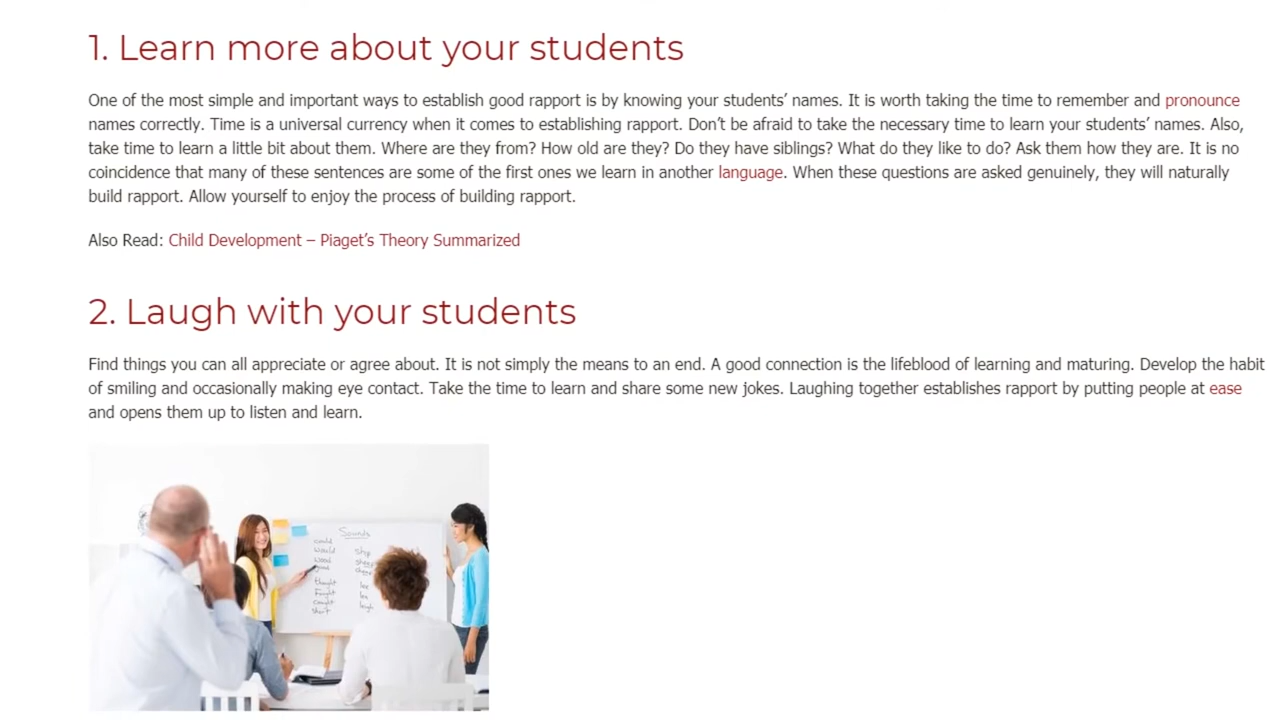 1. Learn more about your students
One of the most simple and important ways to establish good rapport is by knowing your students’ names. It is worth taking the time to remember and pronounce
names correctly. Time is a universal currency when it comes to establishing rapport. Don’t be afraid to take the necessary time to learn your students’ names. Also,
take time to learn a little bit about them. Where are they from? How old are they? Do they have siblings? What do they like to do? Ask them how they are. It is no
coincidence that many of these sentences are some of the first ones we learn in another language. When these questions are asked genuinely, they will naturally
build rapport. Allow yourself to enjoy the process of building rapport.
Also Read: Child Development – Piaget’s Theory Summarized
2. Laugh with your students
Find things you can all appreciate or agree about. It is not simply the means to an end. A good connection is the lifeblood of learning and maturing. Develop the habit
of smiling and occasionally making eye contact. Take the time to learn and share some new jokes. Laughing together establishes rapport by putting people at ease
and opens them up to listen and learn.
Sounds
could
would
wood
good
thought
fought
caught